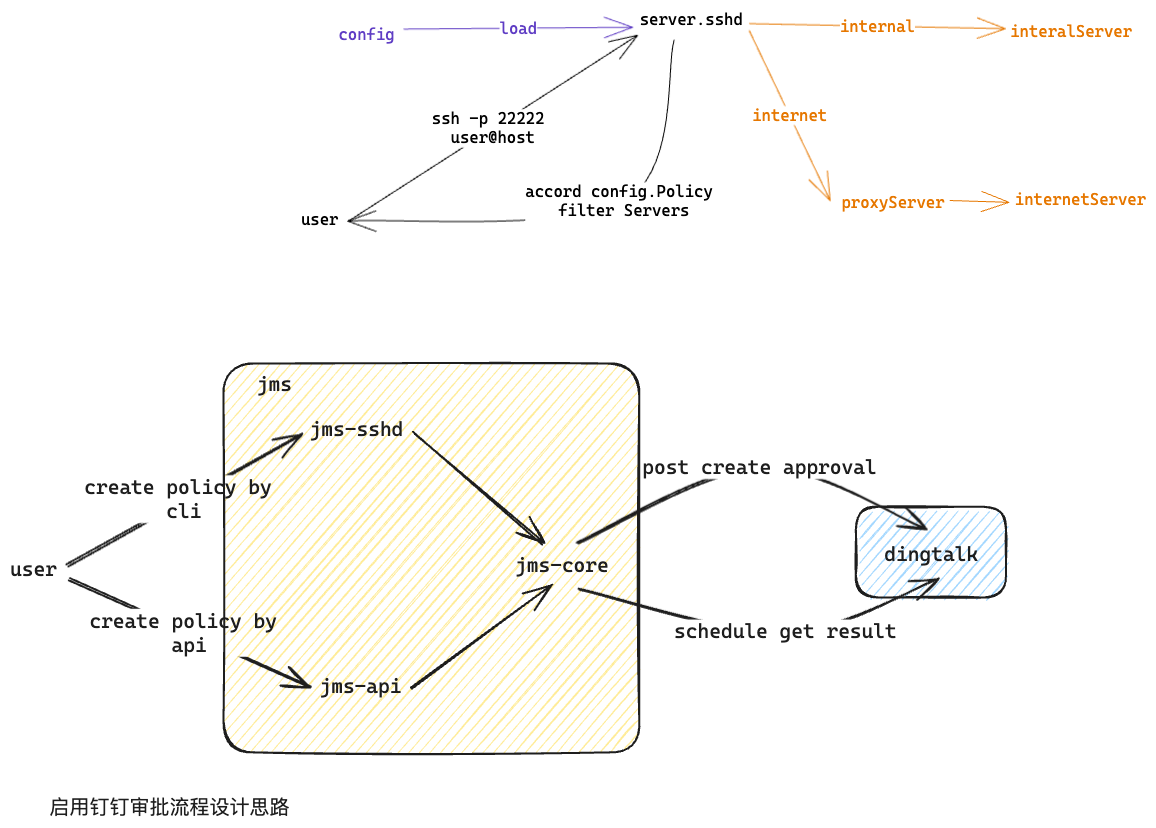 config
load
server.sshd
internal
interalServer
ssh -p 22222
user@host
internet
accord config.Policy
filter Servers
user
proxyServer
internetServer
jms
jms-sshd
create policy by
cli
post create approval
user
jms-core
dingtalk
create policy by
api
schedule get result
jms-api
启用钉钉审批流程设计思路